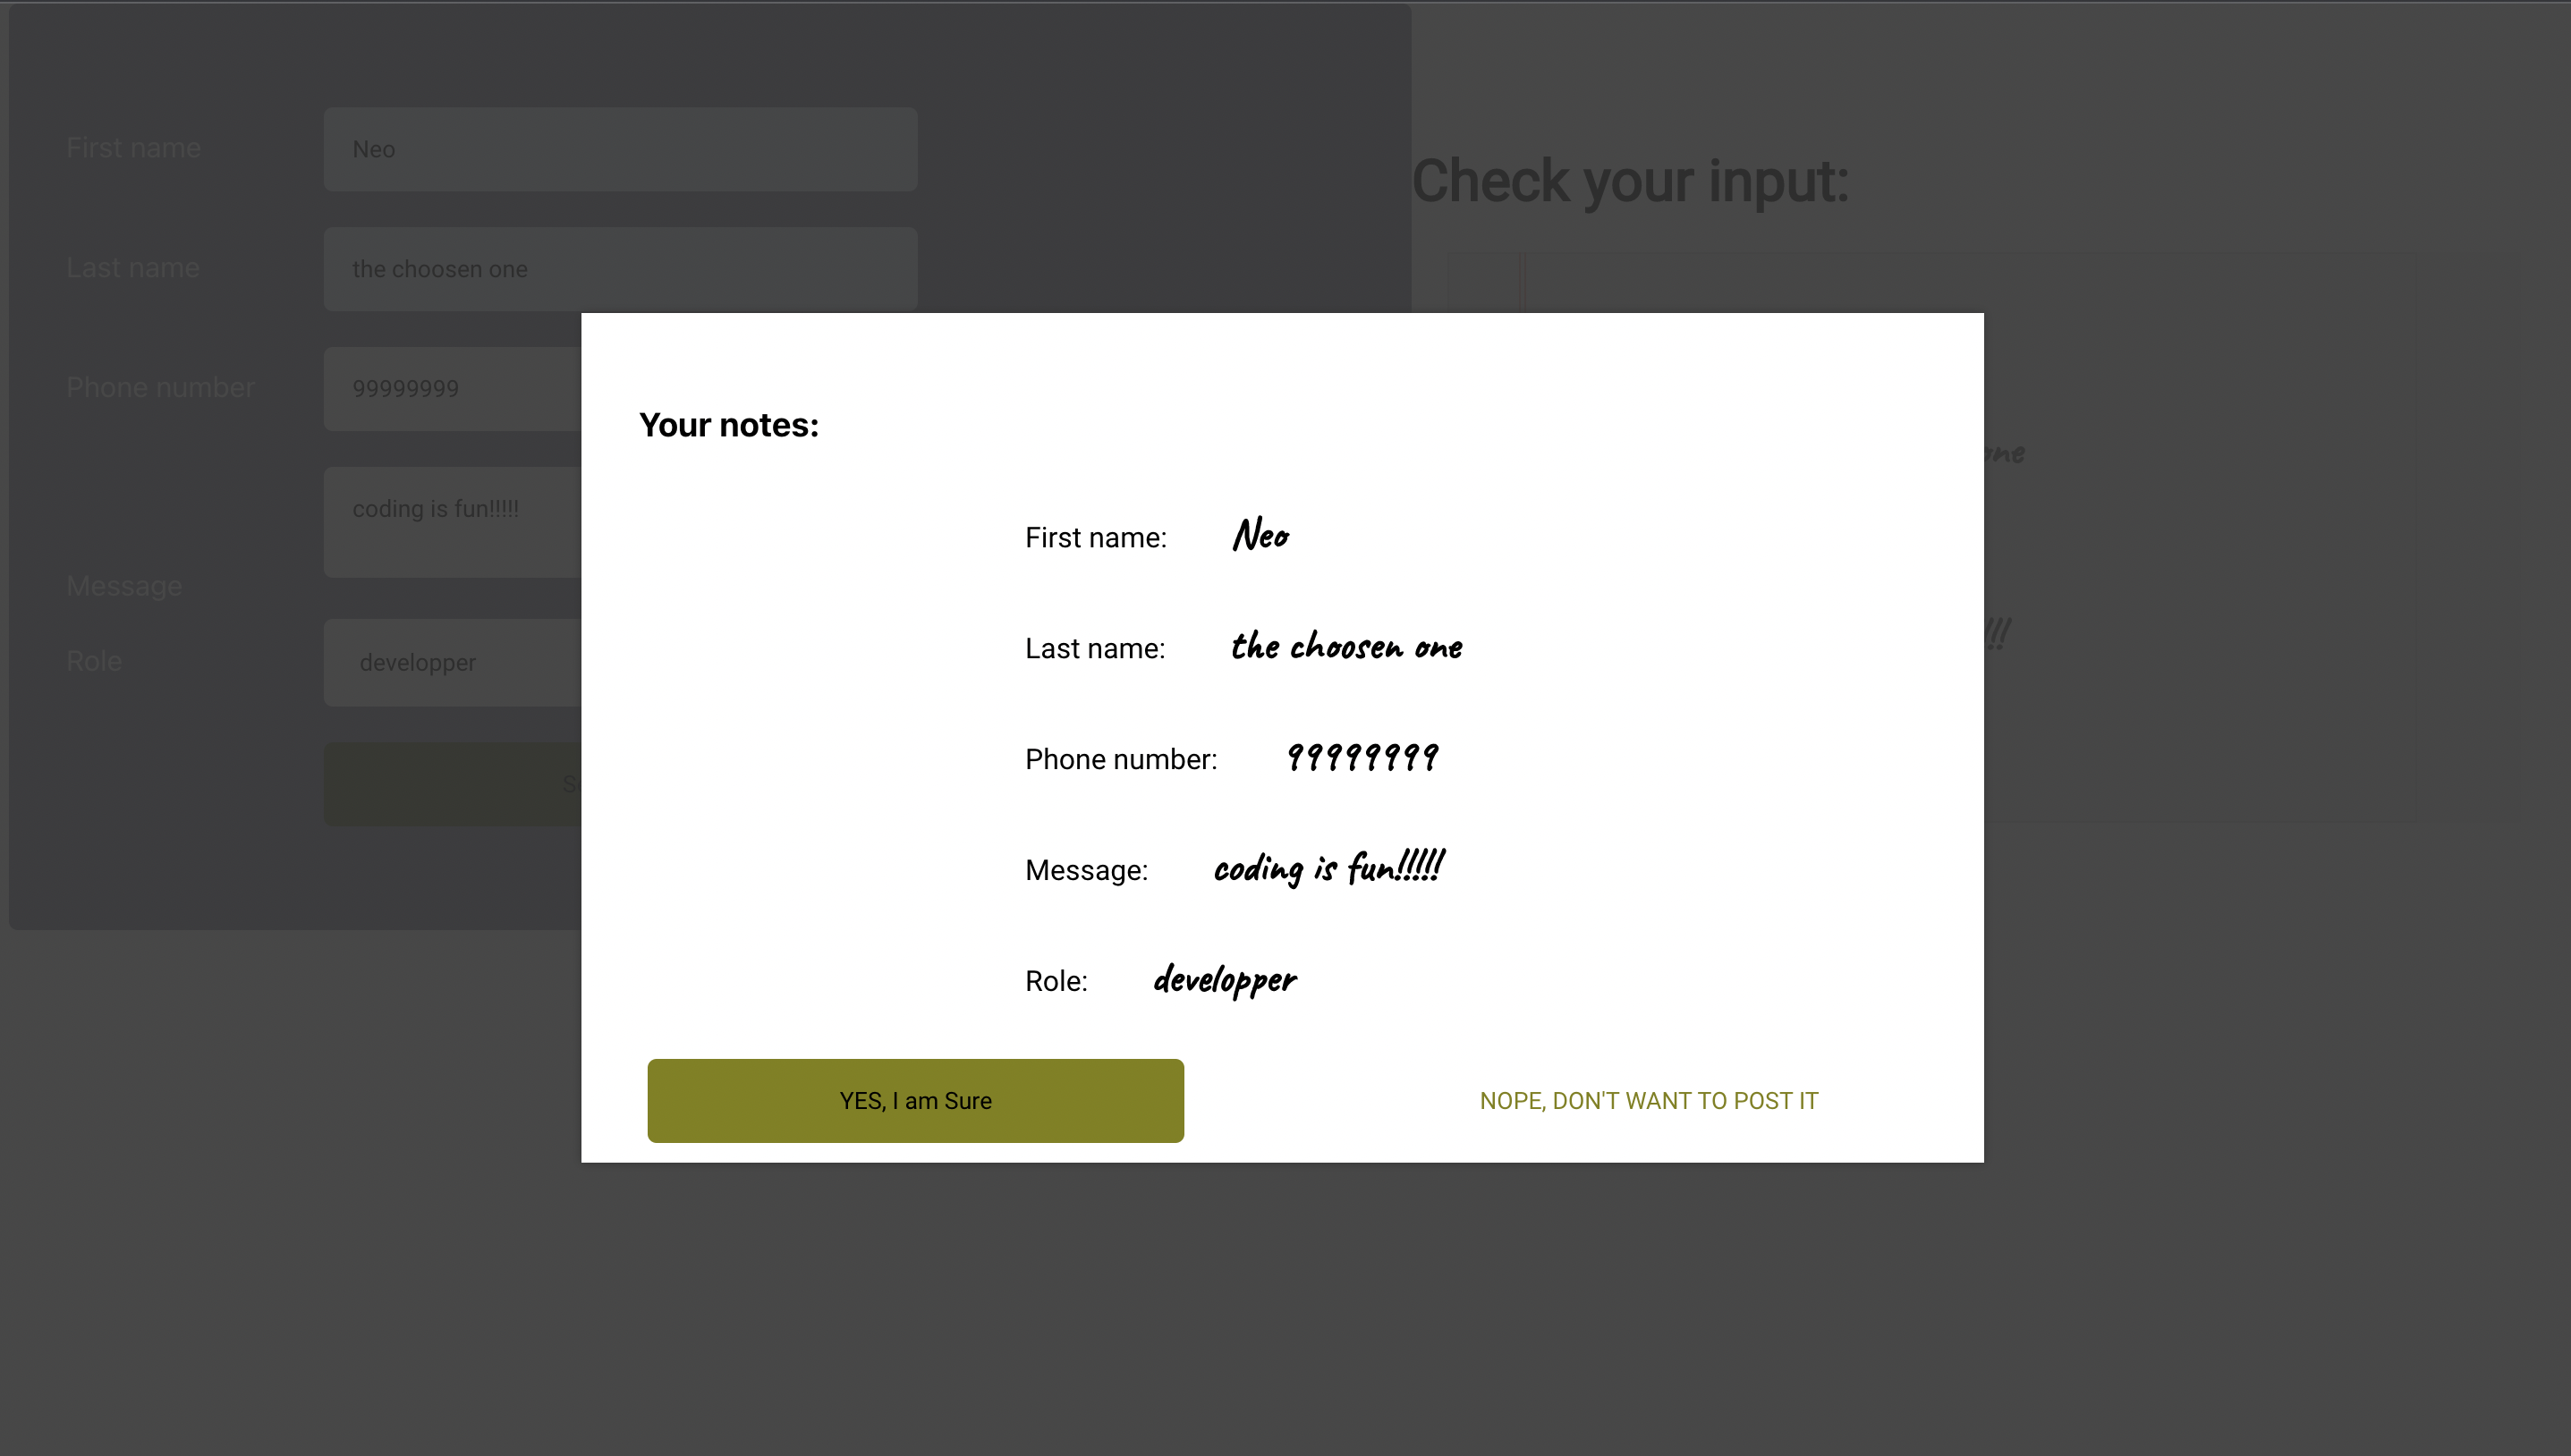 First name
Neo
Last name
the choosen one
Phone number
99999999
Message
coding is fun!!!!!
Role
developper
Check your input:
one
!!!
Your notes:
First name: Neo
Last name: the choosen one
Phone number: 99999999
Message: coding is fun!!!!!
Role: developper
YES, I am Sure
NOPE, DON'T WANT TO POST IT